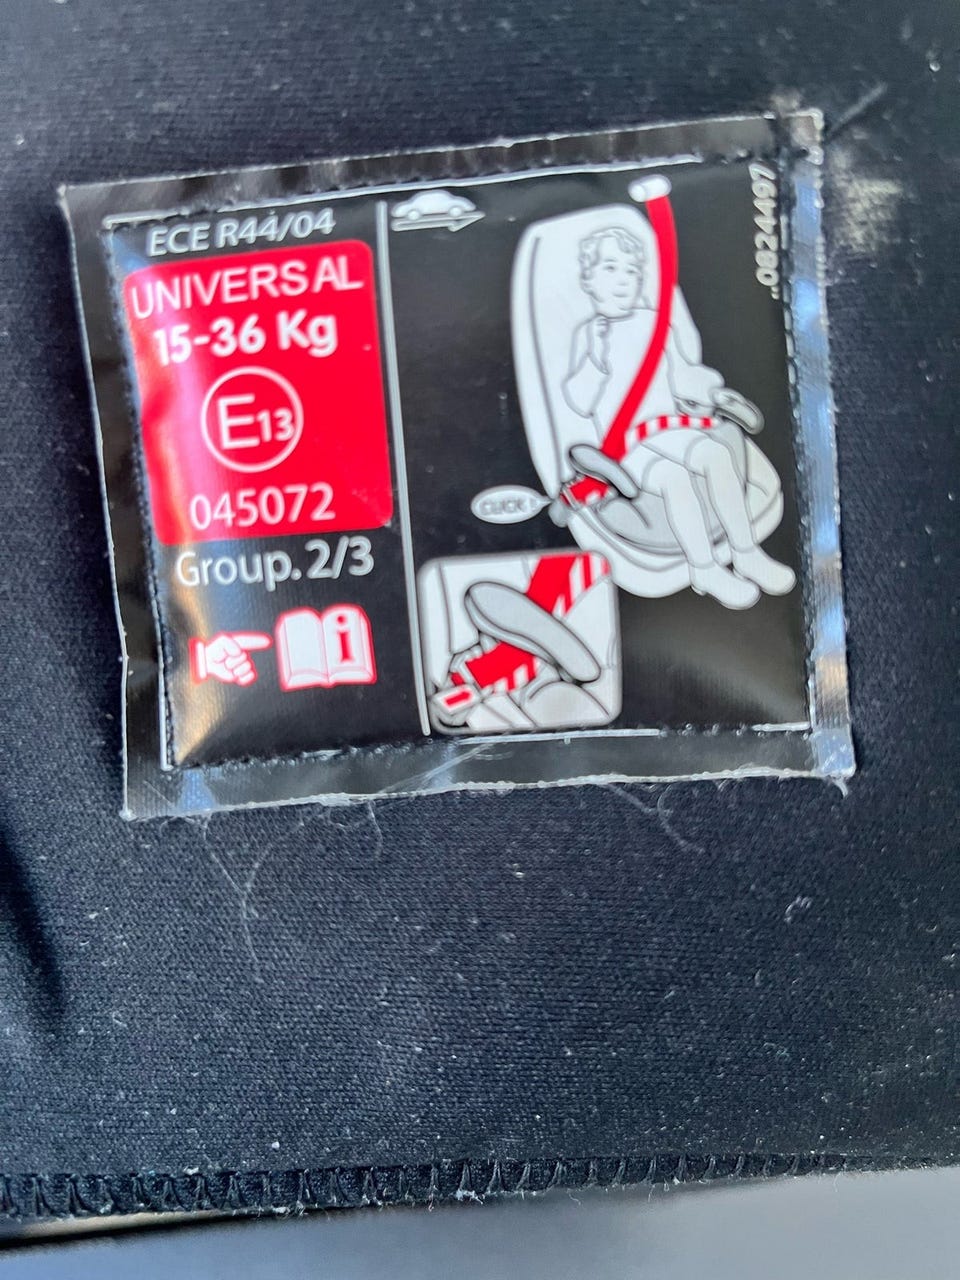 ECE R44/04
UNIVERSAL
15-36 Kg
E13
045072
Group.2/3
i
CLICK!
..0824497